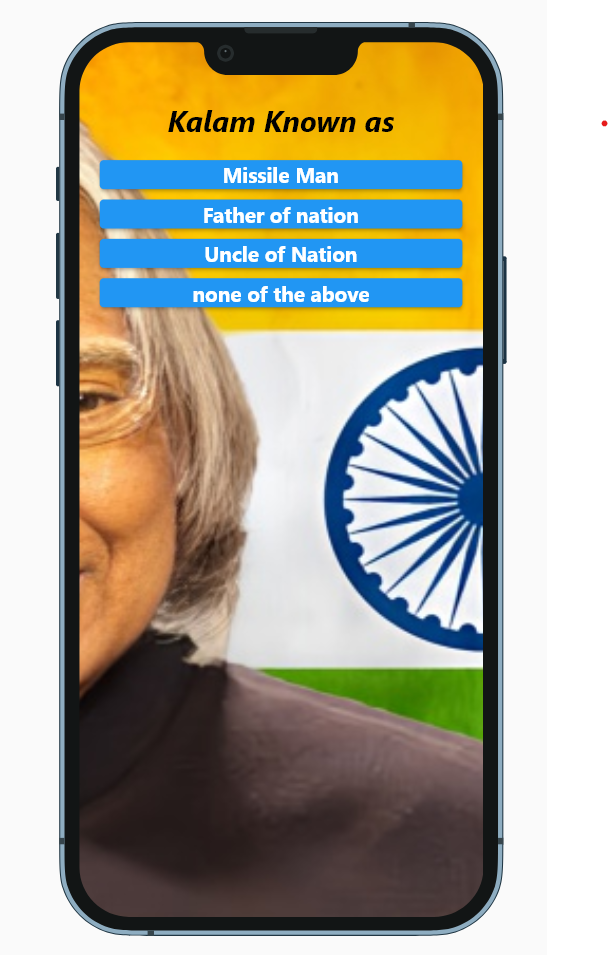 Kalam Known as
Missile Man
Father of nation
Uncle of Nation
none of the above